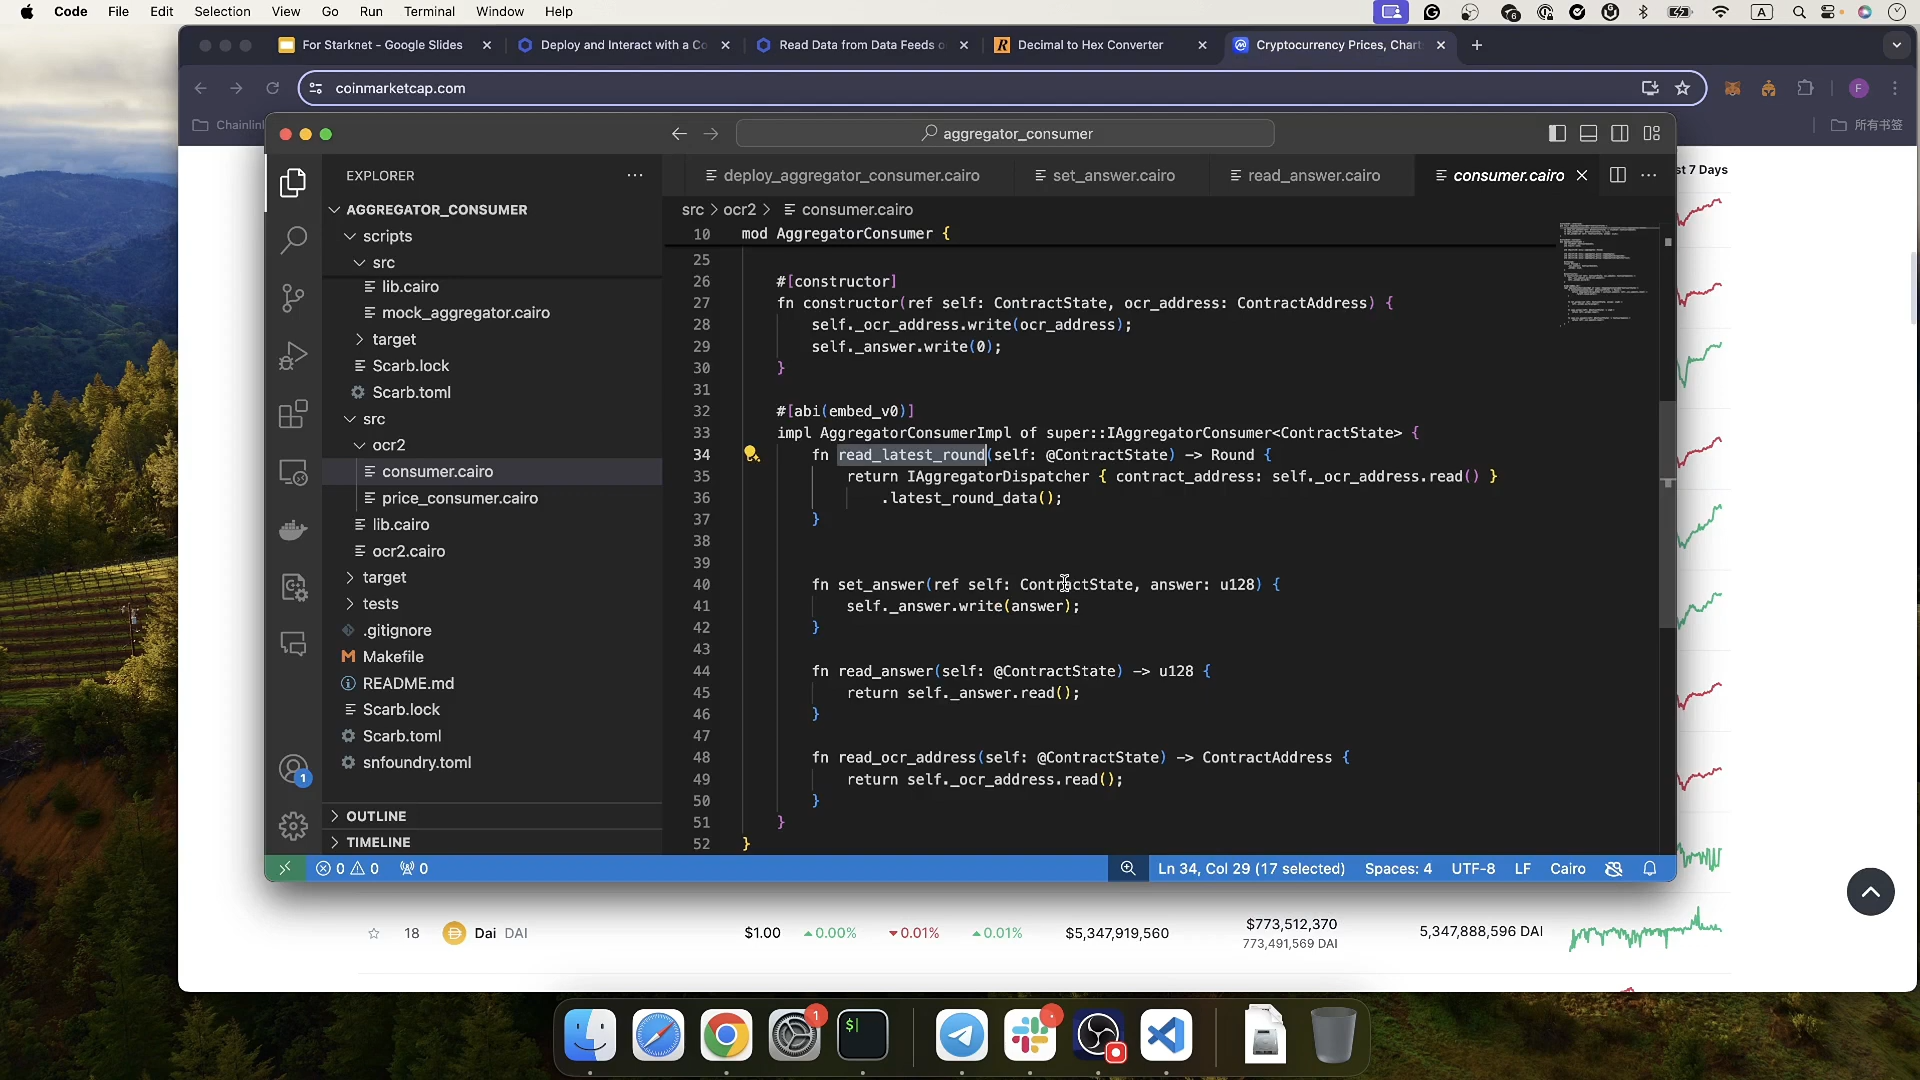 Code File Edit Selection View Go Run Terminal Window Help
For Starknet - Google Slides
Deploy and Interact with a Co
Read Data from Data Feeds o
Decimal to Hex Converter
Cryptocurrency Prices, Chart
coinmarketcap.com
Chainlin
所有书签
aggregator_consumer
EXPLORER
deploy_aggregator_consumer.cairo
set_answer.cairo
read_answer.cairo
consumer.cairo
st 7 Days
AGGREGATOR_CONSUMER
scripts
src
lib.cairo
mock_aggregator.cairo
target
Scarb.lock
Scarb.toml
src
ocr2
consumer.cairo
price_consumer.cairo
lib.cairo
ocr2.cairo
target
tests
.gitignore
Makefile
README.md
Scarb.lock
Scarb.toml
snfoundry.toml
OUTLINE
TIMELINE
src > ocr2 > consumer.cairo
10 mod AggregatorConsumer {
25
26 #[constructor]
27 fn constructor(ref self: ContractState, ocr_address: ContractAddress) {
28 self._ocr_address.write(ocr_address);
29 self._answer.write(0);
30 }
31
32 #[abi(embed_v0)]
33 impl AggregatorConsumerImpl of super::IAggregatorConsumer<ContractState> {
34 fn read_latest_round(self: @ContractState) -> Round {
35 return IAggregatorDispatcher { contract_address: self._ocr_address.read() }
36 .latest_round_data();
37 }
38
39
40 fn set_answer(ref self: ContractState, answer: u128) {
41 self._answer.write(answer);
42 }
43
44 fn read_answer(self: @ContractState) -> u128 {
45 return self._answer.read();
46 }
47
48 fn read_ocr_address(self: @ContractState) -> ContractAddress {
49 return self._ocr_address.read();
50 }
51 }
52 }
0 0 0
Ln 34, Col 29 (17 selected) Spaces: 4 UTF-8 LF Cairo
18 Dai DAI $1.00 0.00% 0.01% 0.01% $5,347,919,560 $773,512,370 5,347,888,596 DAI
773,491,569 DAI